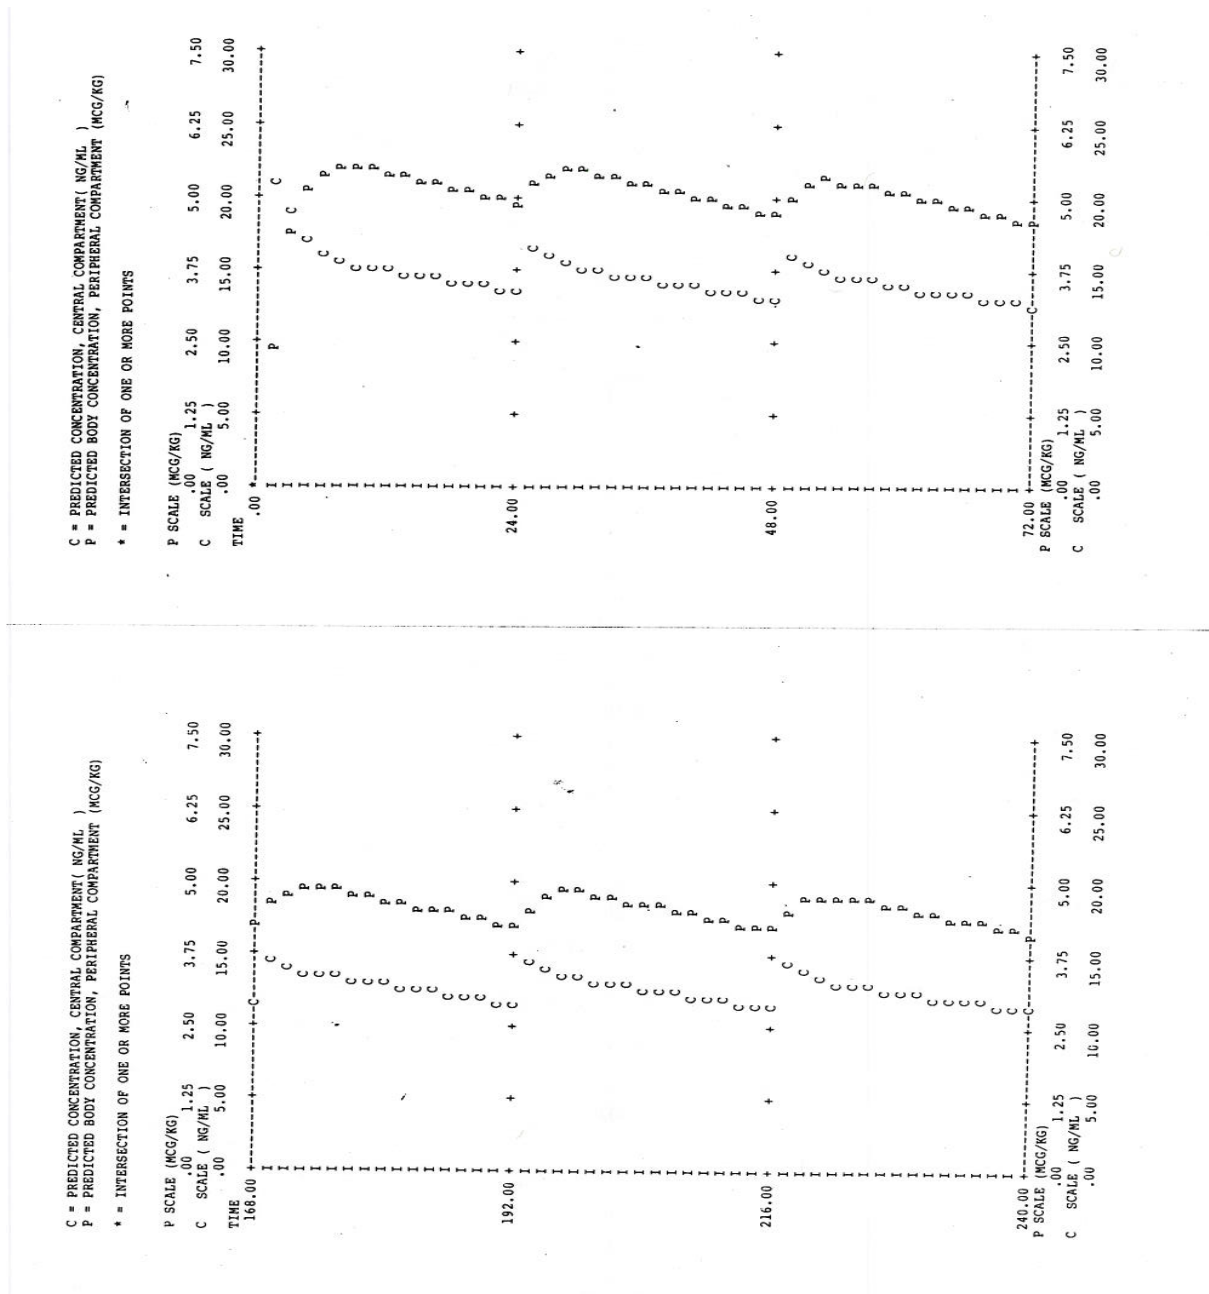 C = PREDICTED CONCENTRATION, CENTRAL COMPARTMENT( NG/ML )
P = PREDICTED BODY CONCENTRATION, PERIPHERAL COMPARTMENT (MCG/KG)
* = INTERSECTION OF ONE OR MORE POINTS
P SCALE (MCG/KG)
.00 1.25 2.50 3.75 5.00 6.25 7.50
C SCALE ( NG/ML )
.00 5.00 10.00 15.00 20.00 25.00 30.00
TIME
.00
24.00
48.00
72.00
P SCALE (MCG/KG)
.00 1.25 2.50 3.75 5.00 6.25 7.50
C SCALE ( NG/ML )
.00 5.00 10.00 15.00 20.00 25.00 30.00
C = PREDICTED CONCENTRATION, CENTRAL COMPARTMENT( NG/ML )
P = PREDICTED BODY CONCENTRATION, PERIPHERAL COMPARTMENT (MCG/KG)
* = INTERSECTION OF ONE OR MORE POINTS
P SCALE (MCG/KG)
.00 1.25 2.50 3.75 5.00 6.25 7.50
C SCALE ( NG/ML )
.00 5.00 10.00 15.00 20.00 25.00 30.00
TIME
168.00
192.00
216.00
240.00
P SCALE (MCG/KG)
.00 1.25 2.50 3.75 5.00 6.25 7.50
C SCALE ( NG/ML )
.00 5.00 10.00 15.00 20.00 25.00 30.00